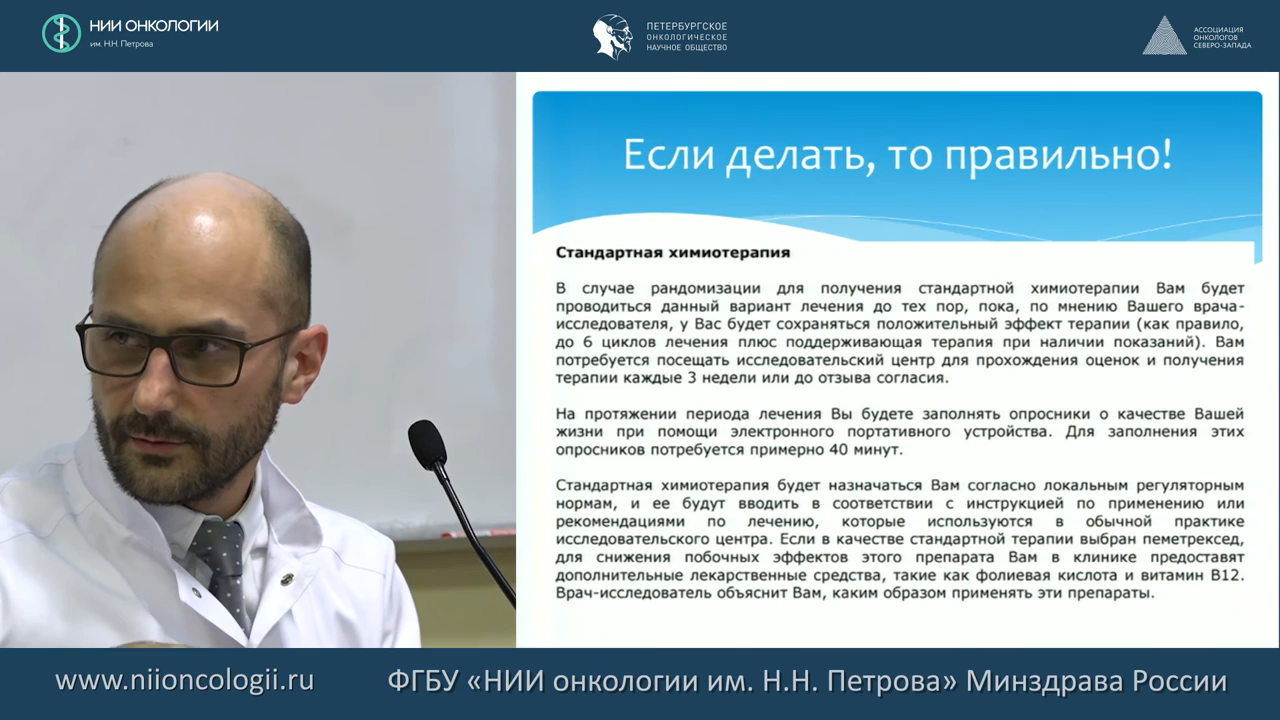 НИИ ОНКОЛОГИИ
им. Н.Н. Петрова
ПЕТЕРБУРГСКОЕ
ОНКОЛОГИЧЕСКОЕ
НАУЧНОЕ ОБЩЕСТВО
АССОЦИАЦИЯ
ОНКОЛОГОВ
СЕВЕРО-ЗАПАДА
Если делать, то правильно!
Стандартная химиотерапия
В случае рандомизации для получения стандартной химиотерапии Вам будет
проводиться данный вариант лечения до тех пор, пока, по мнению Вашего врача-
исследователя, у Вас будет сохраняться положительный эффект терапии (как правило,
до 6 циклов лечения плюс поддерживающая терапия при наличии показаний). Вам
потребуется посещать исследовательский центр для прохождения оценок и получения
терапии каждые 3 недели или до отзыва согласия.
На протяжении периода лечения Вы будете заполнять опросники о качестве Вашей
жизни при помощи электронного портативного устройства. Для заполнения этих
опросников потребуется примерно 40 минут.
Стандартная химиотерапия будет назначаться Вам согласно локальным регуляторным
нормам, и ее будут вводить в соответствии с инструкцией по применению или
рекомендациями по лечению, которые используются в обычной практике
исследовательского центра. Если в качестве стандартной терапии выбран пеметрексед,
для снижения побочных эффектов этого препарата Вам в клинике предоставят
дополнительные лекарственные средства, такие как фолиевая кислота и витамин B12.
Врач-исследователь объяснит Вам, каким образом применять эти препараты.
www.niioncologii.ru
ФГБУ «НИИ онкологии им. Н.Н. Петрова» Минздрава России